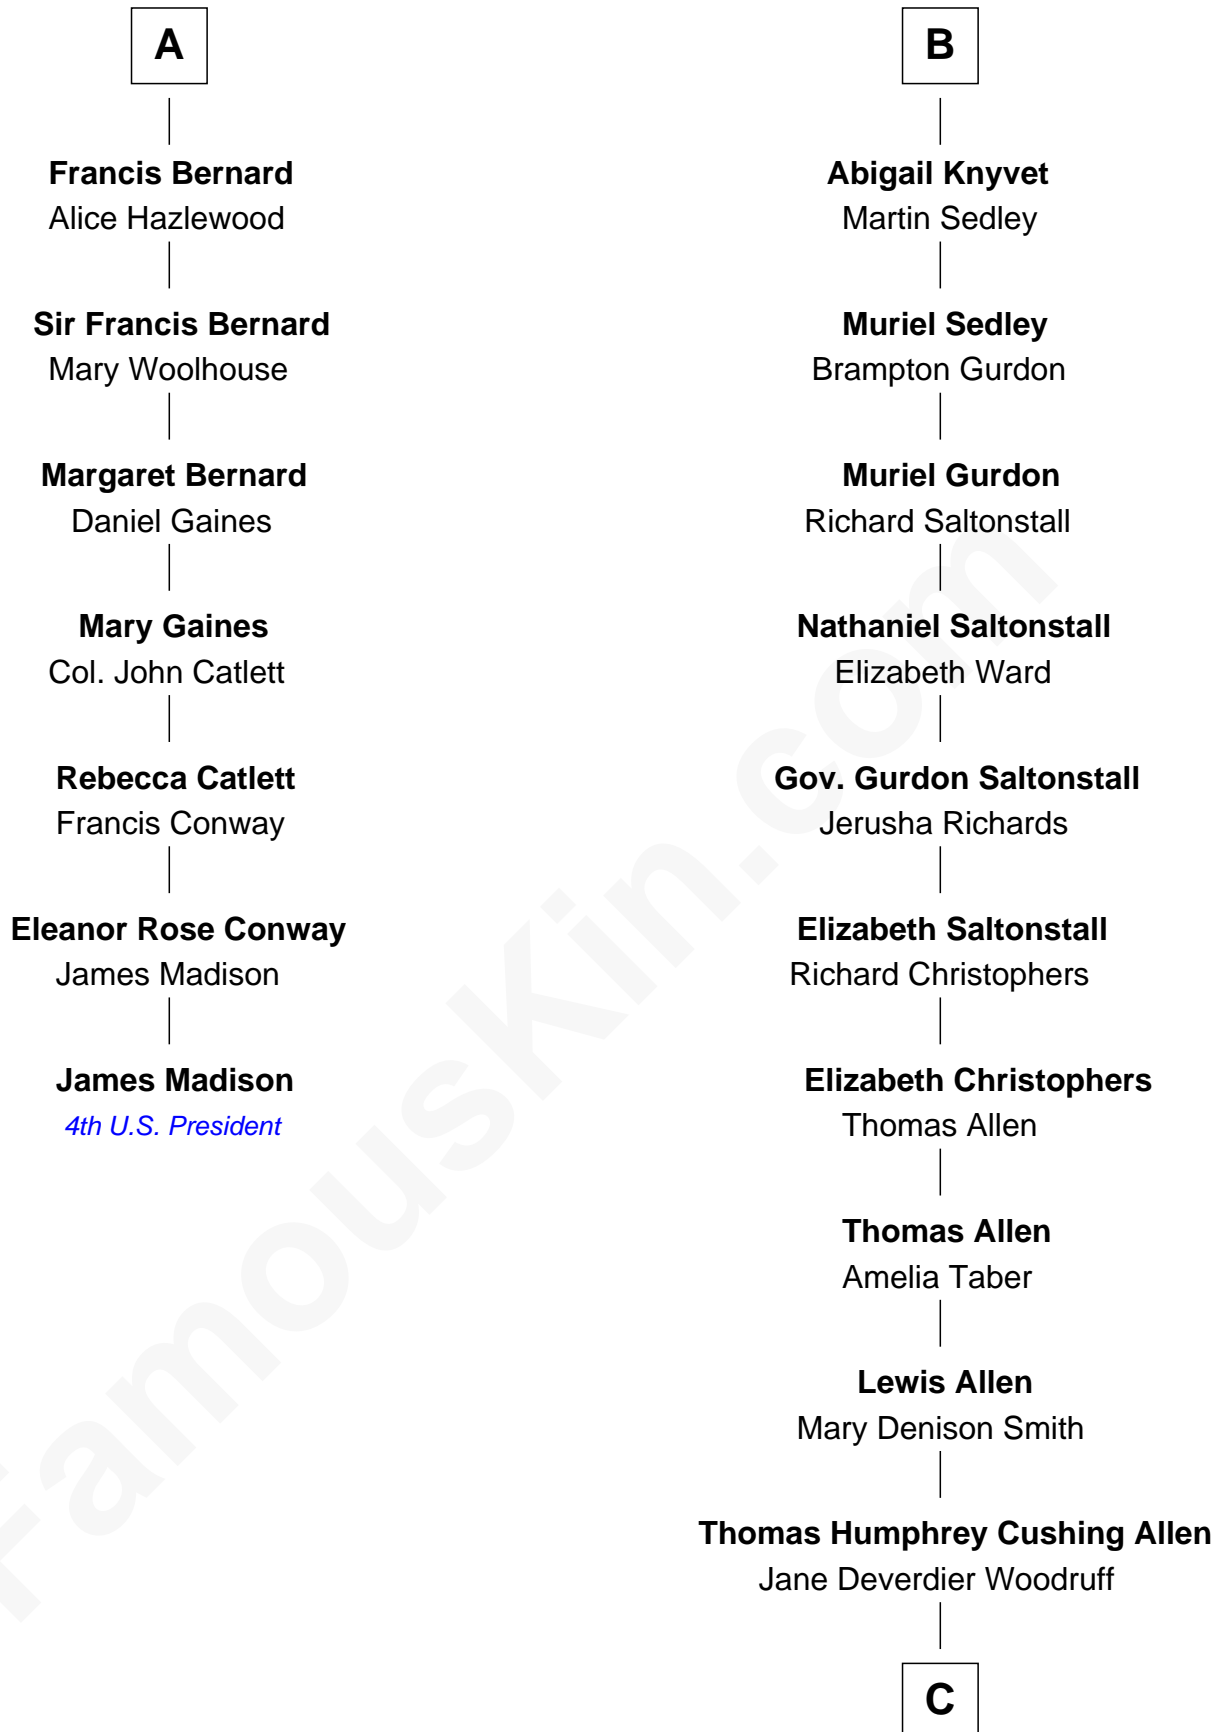 A
Francis Bernard
Alice Hazlewood
Sir Francis Bernard
Mary Woolhouse
Margaret Bernard
Daniel Gaines
Mary Gaines
Col. John Catlett
Rebecca Catlett
Francis Conway
Eleanor Rose Conway
James Madison
James Madison
4th U.S. President
B
Abigail Knyvet
Martin Sedley
Muriel Sedley
Brampton Gurdon
Muriel Gurdon
Richard Saltonstall
Nathaniel Saltonstall
Elizabeth Ward
Gov. Gurdon Saltonstall
Jerusha Richards
Elizabeth Saltonstall
Richard Christophers
Elizabeth Christophers
Thomas Allen
Thomas Allen
Amelia Taber
Lewis Allen
Mary Denison Smith
Thomas Humphrey Cushing Allen
Jane Deverdier Woodruff
C
FamousKin.com